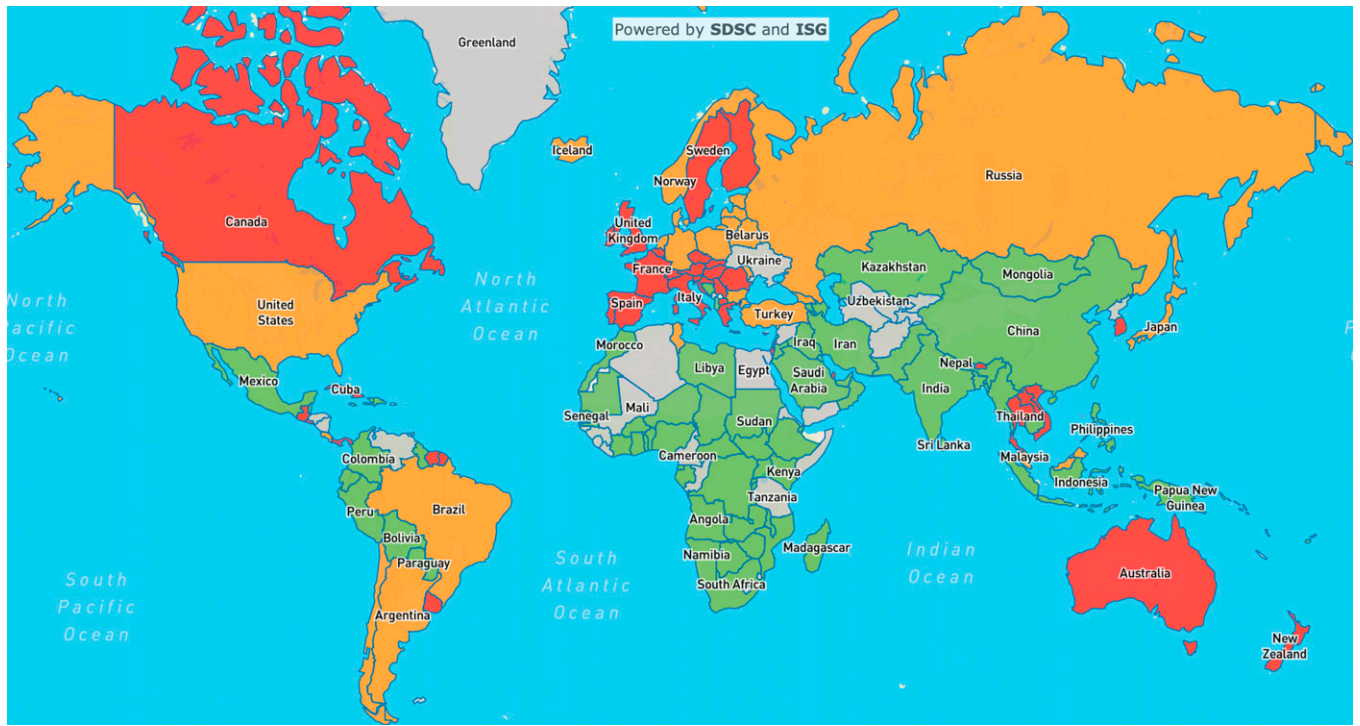 Powered by SDSC and ISG
Greenland
Iceland
Sweden
Norway
Russia
Canada
United
Kingdom
Belarus
Ukraine
France
Kazakhstan
Mongolia
North
Atlantic
Ocean
North
Pacific
Ocean
United
States
Spain
Italy
Turkey
Uzbekistan
China
Japan
Morocco
Iraq
Iran
Libya
Egypt
Saudi
Arabia
Nepal
India
Mexico
Cuba
Senegal
Mali
Sudan
Thailand
Philippines
Colombia
Cameroon
Kenya
Sri Lanka
Malaysia
Tanzania
Indonesia
Papua New
Guinea
Peru
Brazil
Angola
Bolivia
Namibia
Madagascar
Indian
Ocean
Paraguay
South
Pacific
Ocean
South
Atlantic
Ocean
South Africa
Australia
Argentina
New
Zealand